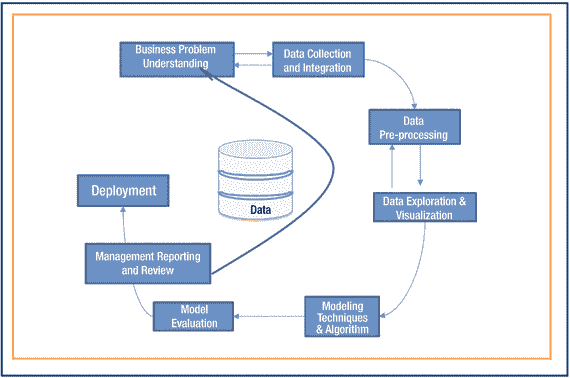 Business Problem
Understanding
Data Collection
and Integration
Data
Pre-processing
Data Exploration &
Visualization
Modeling
Techniques
& Algorithm
Model
Evaluation
Management Reporting
and Review
Deployment
Data